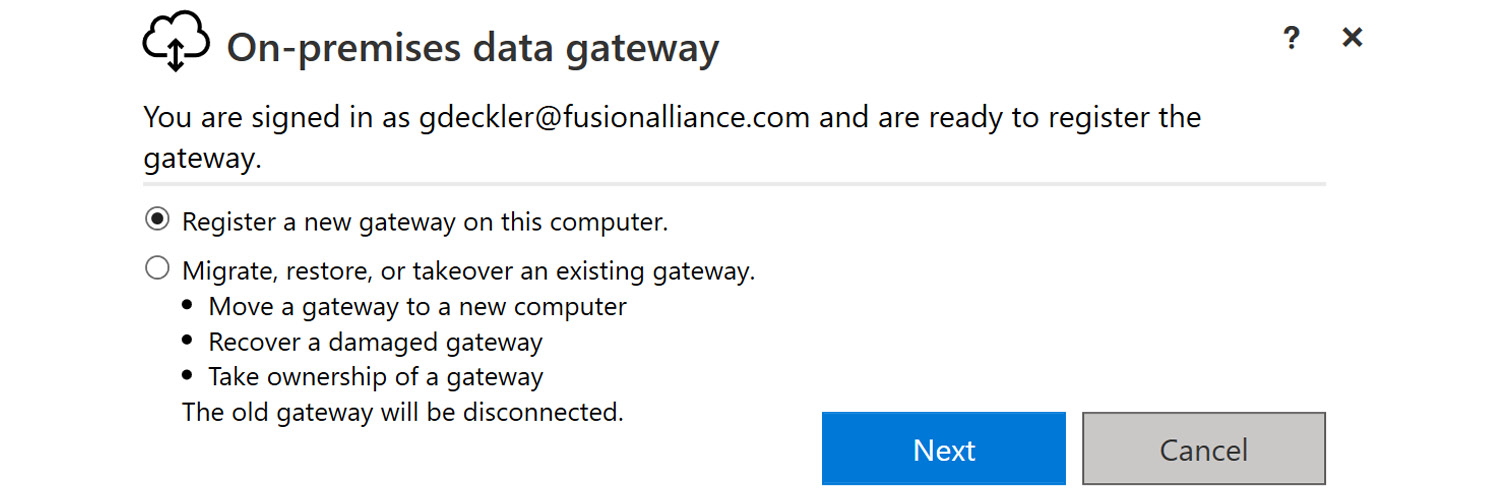 On-premises data gateway
? ×
You are signed in as gdeckler@fusionalliance.com and are ready to register the
gateway.
Register a new gateway on this computer.
Migrate, restore, or takeover an existing gateway.
• Move a gateway to a new computer
• Recover a damaged gateway
• Take ownership of a gateway
The old gateway will be disconnected.
Next
Cancel